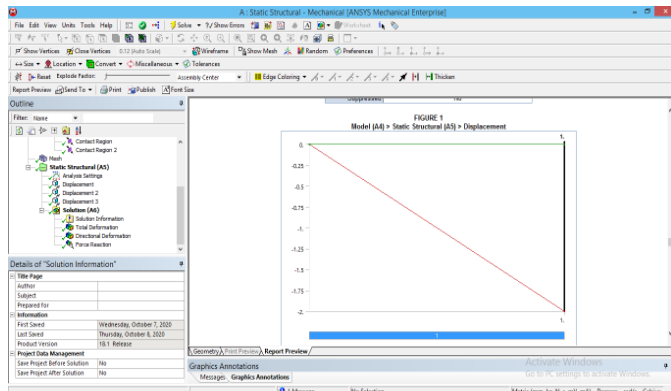 A : Static Structural - Mechanical [ANSYS Mechanical Enterprise]
File Edit View Units Tools Help Solve ?/ Show Errors Worksheet
Show Vertices Close Vertices 0.12 (Auto Scale) Wireframe Show Mesh Random Preferences
Size Location Convert Miscellaneous Tolerances
Reset Explode Factor: Assembly Center Edge Coloring Thicken
Report Preview Send To Print Publish Font Size
Outline
Filter: Name
Contact Region
Contact Region 2
Mesh
Static Structural (A5)
Analysis Settings
Displacement
Displacement 2
Displacement 3
Solution (A6)
Solution Information
Total Deformation
Directional Deformation
Force Reaction
Details of "Solution Information"
Title Page
Author
Subject
Prepared for
Information
First Saved Wednesday, October 7, 2020
Last Saved Thursday, October 8, 2020
Product Version 18.1 Release
Project Data Management
Save Project Before Solution No
Save Project After Solution No
Suppressed No
FIGURE 1
Model (A4) > Static Structural (A5) > Displacement
1.
0.
-0.25
-0.5
-0.75
-1.
-1.25
-1.5
-1.75
-2.
1.
1
Geometry Print Preview Report Preview
Graphics Annotations
Messages Graphics Annotations
Activate Windows
Go to PC settings to activate Windows.
1 Message No Selection